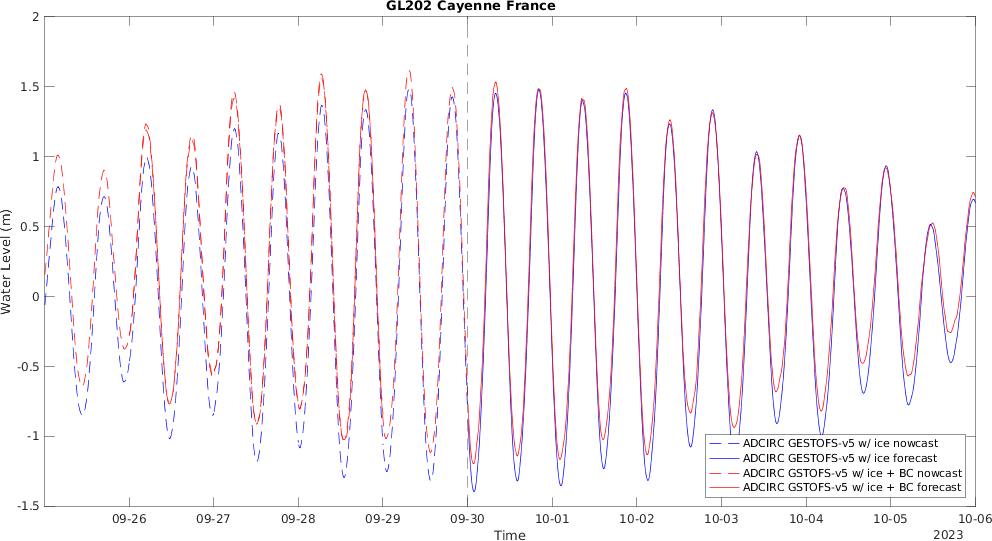 GL202 Cayenne France
2
1.5
1
0.5
0
-0.5
-1
-1.5
Water Level (m)
ADCIRC GESTOFS-v5 w/ ice nowcast
ADCIRC GESTOFS-v5 w/ ice forecast
ADCIRC GSTOFS-v5 w/ ice + BC nowcast
ADCIRC GSTOFS-v5 w/ ice + BC forecast
09-26 09-27 09-28 09-29 09-30 10-01 10-02 10-03 10-04 10-05 10-06
Time
2023